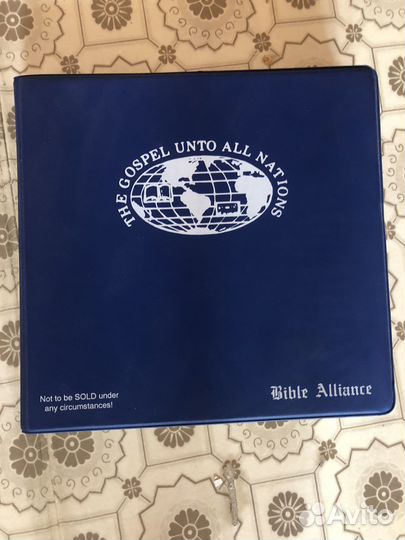 THE GOSPEL UNTO ALL NATIONS
Not to be SOLD under
any circumstances!
Bible Alliance
Avito